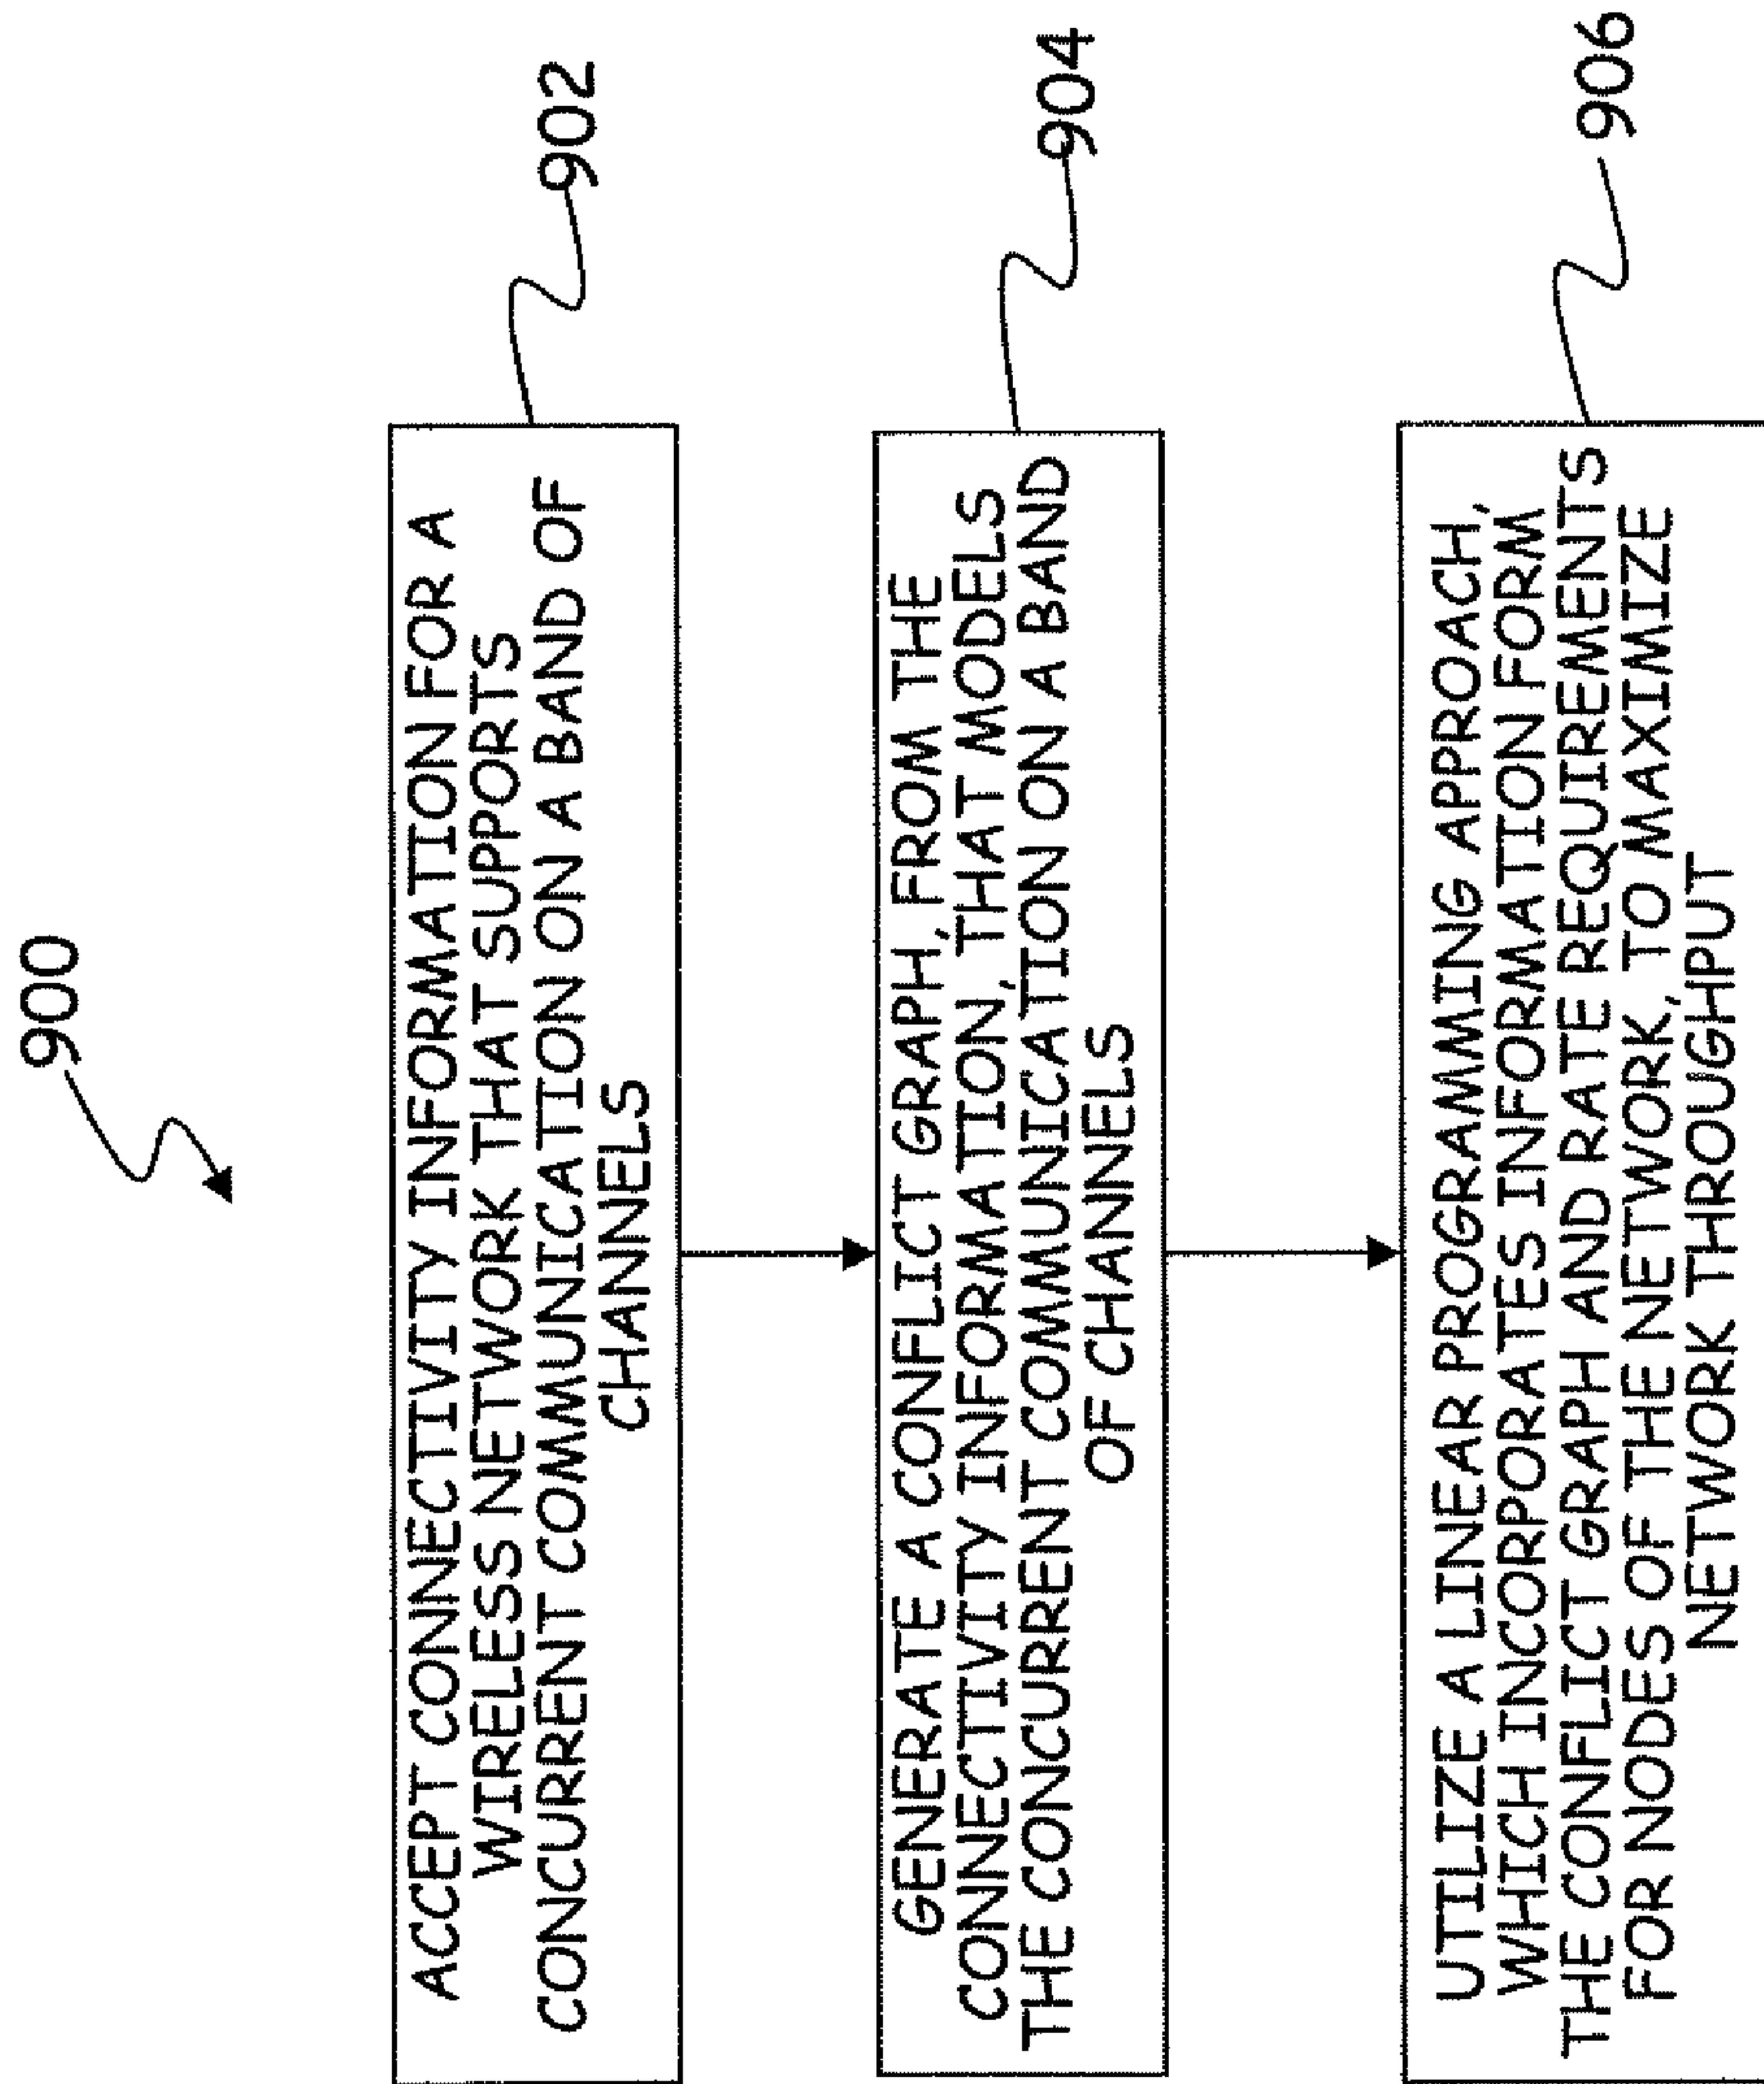 900
ACCEPT CONNECTIVITY INFORMATION FOR A
WIRELESS NETWORK THAT SUPPORTS
CONCURRENT COMMUNICATION ON A BAND OF
CHANNELS
902
GENERATE A CONFLICT GRAPH, FROM THE
CONNECTIVITY INFORMATION, THAT MODELS
THE CONCURRENT COMMUNICATION ON A BAND
OF CHANNELS
904
UTILIZE A LINEAR PROGRAMMING APPROACH,
WHICH INCORPORATES INFORMATION FORM
THE CONFLICT GRAPH AND RATE REQUIREMENTS
FOR NODES OF THE NETWORK, TO MAXIMIZE
NETWORK THROUGHPUT
906